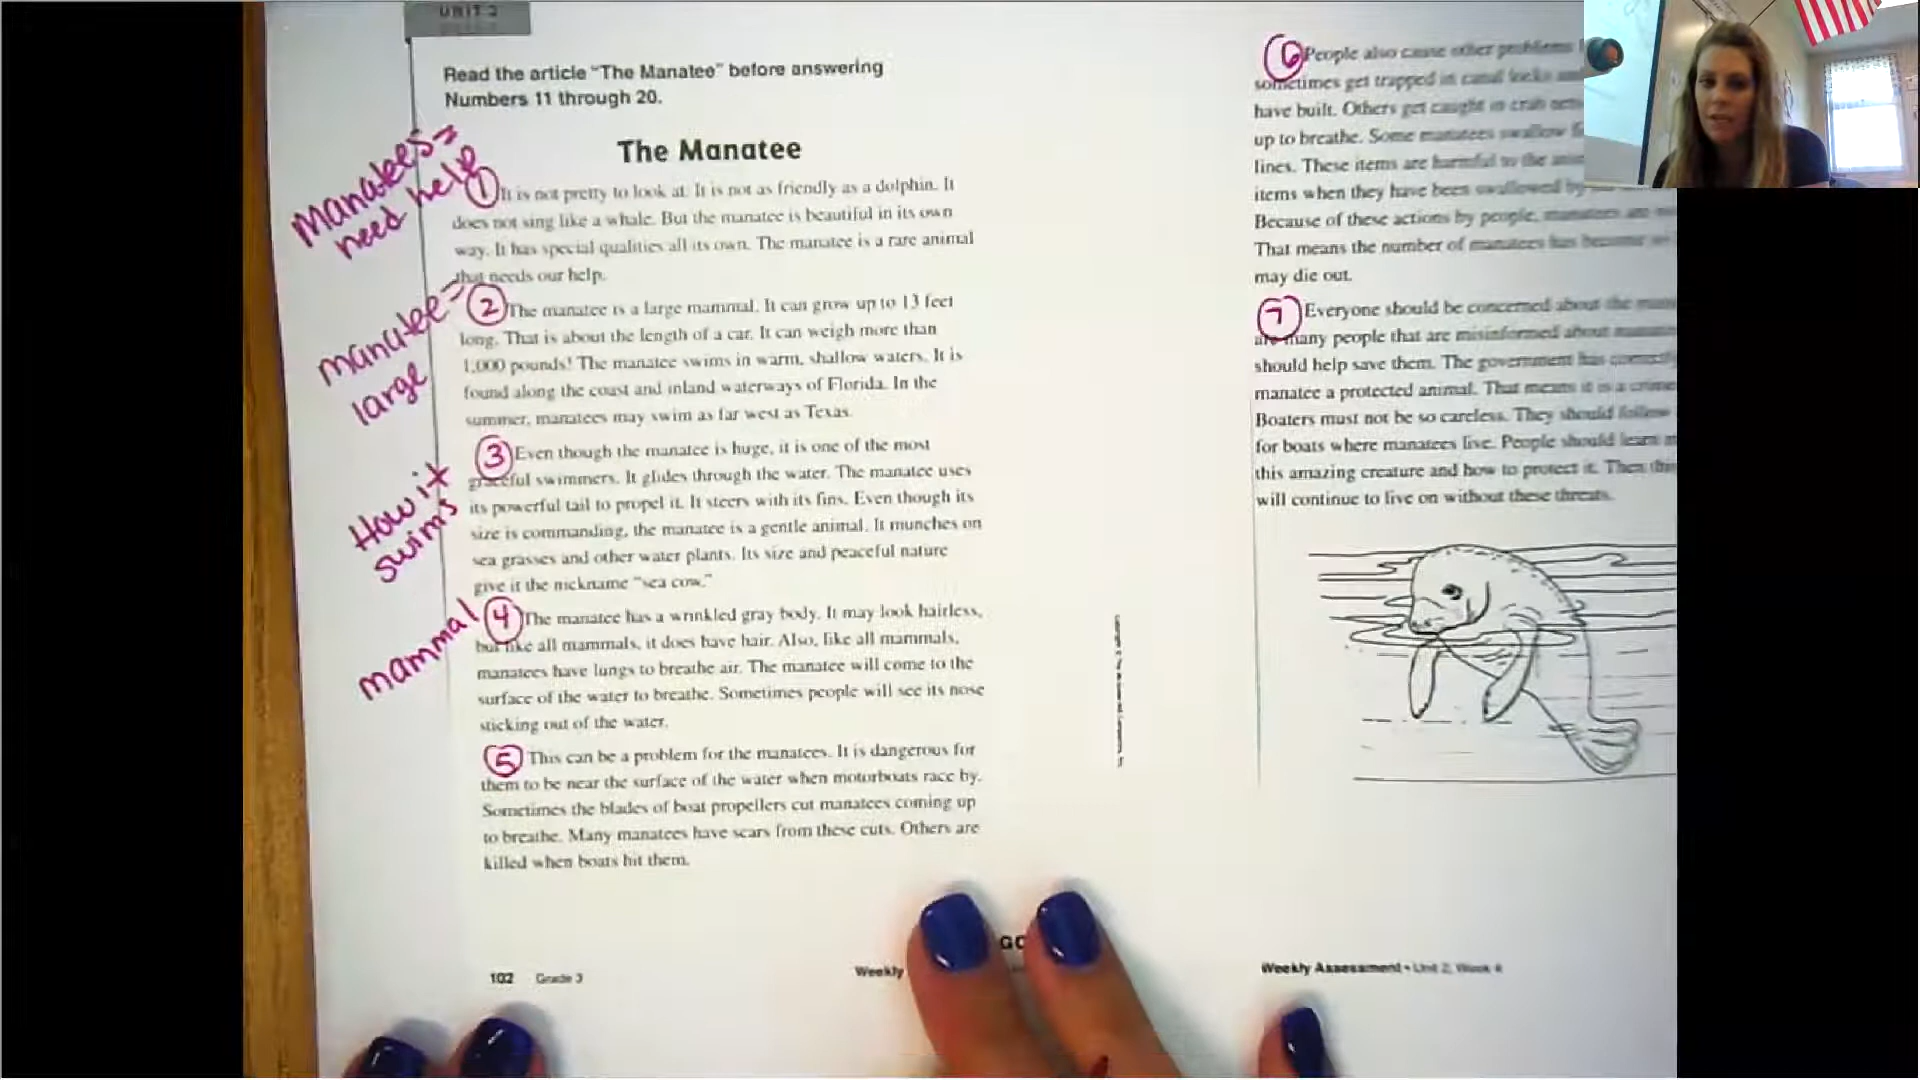 UNIT 2
Read the article "The Manatee" before answering
Numbers 11 through 20.
The Manatee
Manatees =
need help
1 It is not pretty to look at. It is not as friendly as a dolphin. It
does not sing like a whale. But the manatee is beautiful in its own
way. It has special qualities all its own. The manatee is a rare animal
that needs our help.
manatee =
large
2 The manatee is a large mammal. It can grow up to 13 feet
long. That is about the length of a car. It can weigh more than
1,000 pounds! The manatee swims in warm, shallow waters. It is
found along the coast and inland waterways of Florida. In the
summer, manatees may swim as far west as Texas.
How it
swims
3 Even though the manatee is huge, it is one of the most
graceful swimmers. It glides through the water. The manatee uses
its powerful tail to propel it. It steers with its fins. Even though its
size is commanding, the manatee is a gentle animal. It munches on
sea grasses and other water plants. Its size and peaceful nature
give it the nickname "sea cow."
mammal
4 The manatee has a wrinkled gray body. It may look hairless,
but like all mammals, it does have hair. Also, like all mammals,
manatees have lungs to breathe air. The manatee will come to the
surface of the water to breathe. Sometimes people will see its nose
sticking out of the water.
5 This can be a problem for the manatees. It is dangerous for
them to be near the surface of the water when motorboats race by.
Sometimes the blades of boat propellers cut manatees coming up
to breathe. Many manatees have scars from these cuts. Others are
killed when boats hit them.
GO
102 Grade 3
Weekly
6 People also cause other problems
sometimes get trapped in canal locks and
have built. Others get caught in crab nets
up to breathe. Some manatees swallow
lines. These items are harmful to the
items when they have been swallowed by
Because of these actions by people, manatees are
That means the number of manatees has become
may die out.
7 Everyone should be concerned about the
are many people that are misinformed about
should help save them. The government has
manatee a protected animal. That means it is a crime
Boaters must not be so careless. They should follow
for boats where manatees live. People should learn
this amazing creature and how to protect it. Then
will continue to live on without these threats.
Weekly Assessment • Unit 2, Week 4